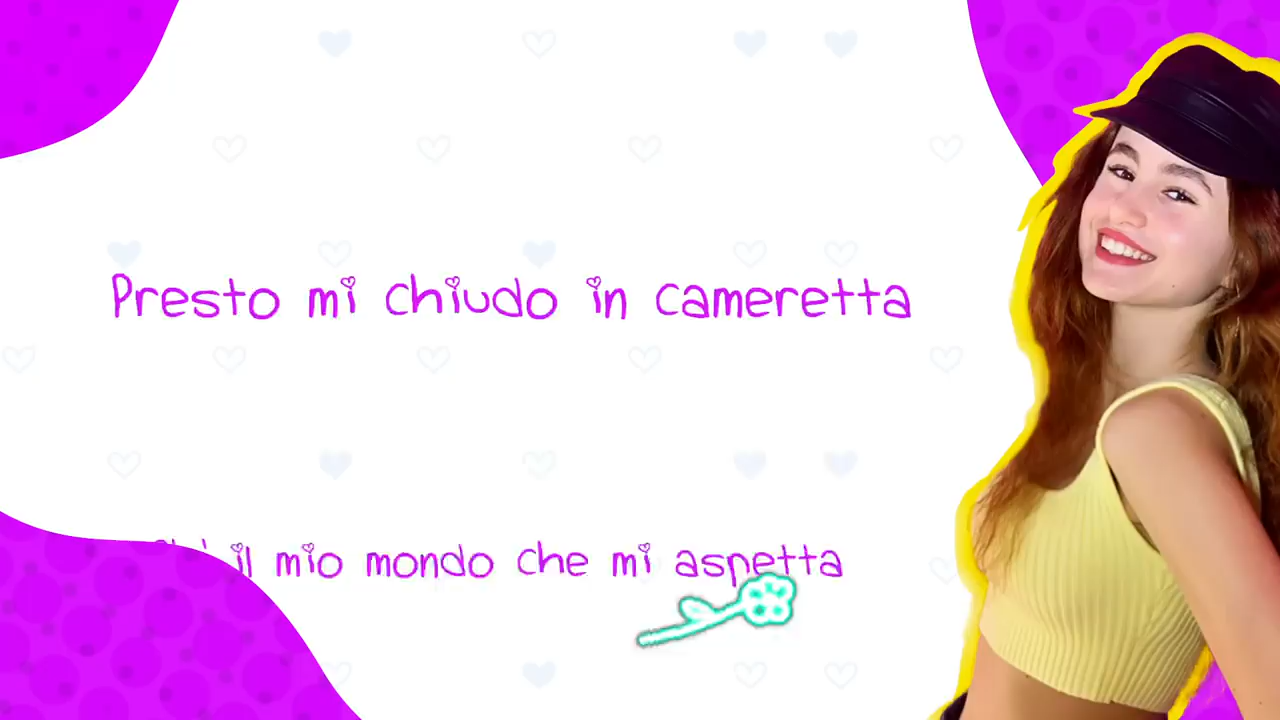 Presto mi chiudo in cameretta
il mio mondo che mi aspetta